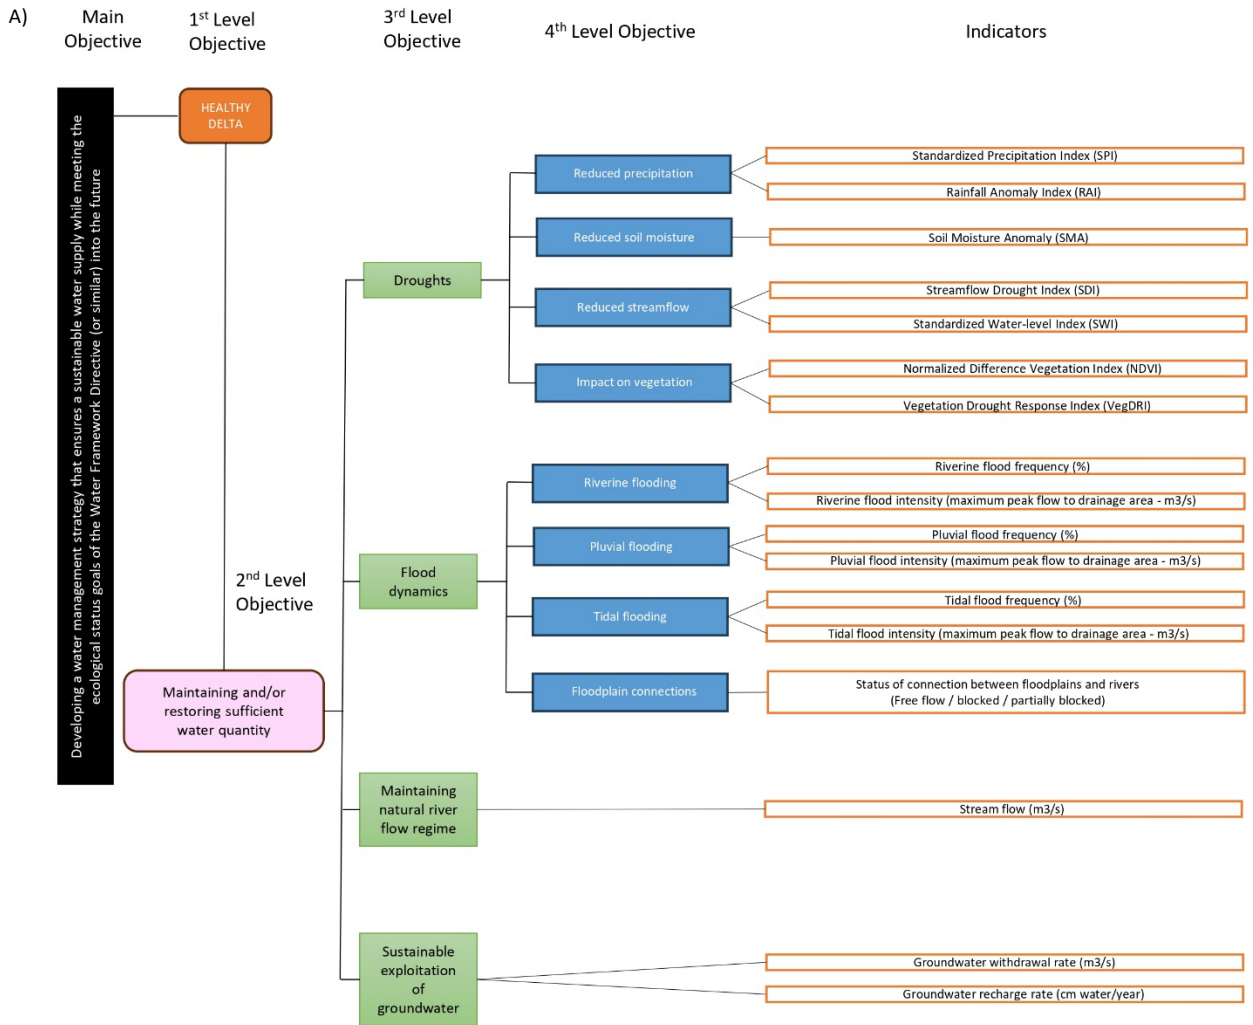 A)
Main
Objective
1st Level
Objective
3rd Level
Objective
4th Level Objective
Indicators
Developing a water management strategy that ensures a sustainable water supply while meeting the
ecological status goals of the Water Framework Directive (or similar) into the future
HEALTHY
DELTA
2nd Level
Objective
Maintaining and/or
restoring sufficient
water quantity
Droughts
Reduced precipitation
Standardized Precipitation Index (SPI)
Rainfall Anomaly Index (RAI)
Reduced soil moisture
Soil Moisture Anomaly (SMA)
Reduced streamflow
Streamflow Drought Index (SDI)
Standardized Water-level Index (SWI)
Impact on vegetation
Normalized Difference Vegetation Index (NDVI)
Vegetation Drought Response Index (VegDRI)
Flood
dynamics
Riverine flooding
Riverine flood frequency (%)
Riverine flood intensity (maximum peak flow to drainage area - m3/s)
Pluvial flooding
Pluvial flood frequency (%)
Pluvial flood intensity (maximum peak flow to drainage area - m3/s)
Tidal flooding
Tidal flood frequency (%)
Tidal flood intensity (maximum peak flow to drainage area - m3/s)
Floodplain connections
Status of connection between floodplains and rivers
(Free flow / blocked / partially blocked)
Maintaining
natural river
flow regime
Stream flow (m3/s)
Sustainable
exploitation
of
groundwater
Groundwater withdrawal rate (m3/s)
Groundwater recharge rate (cm water/year)